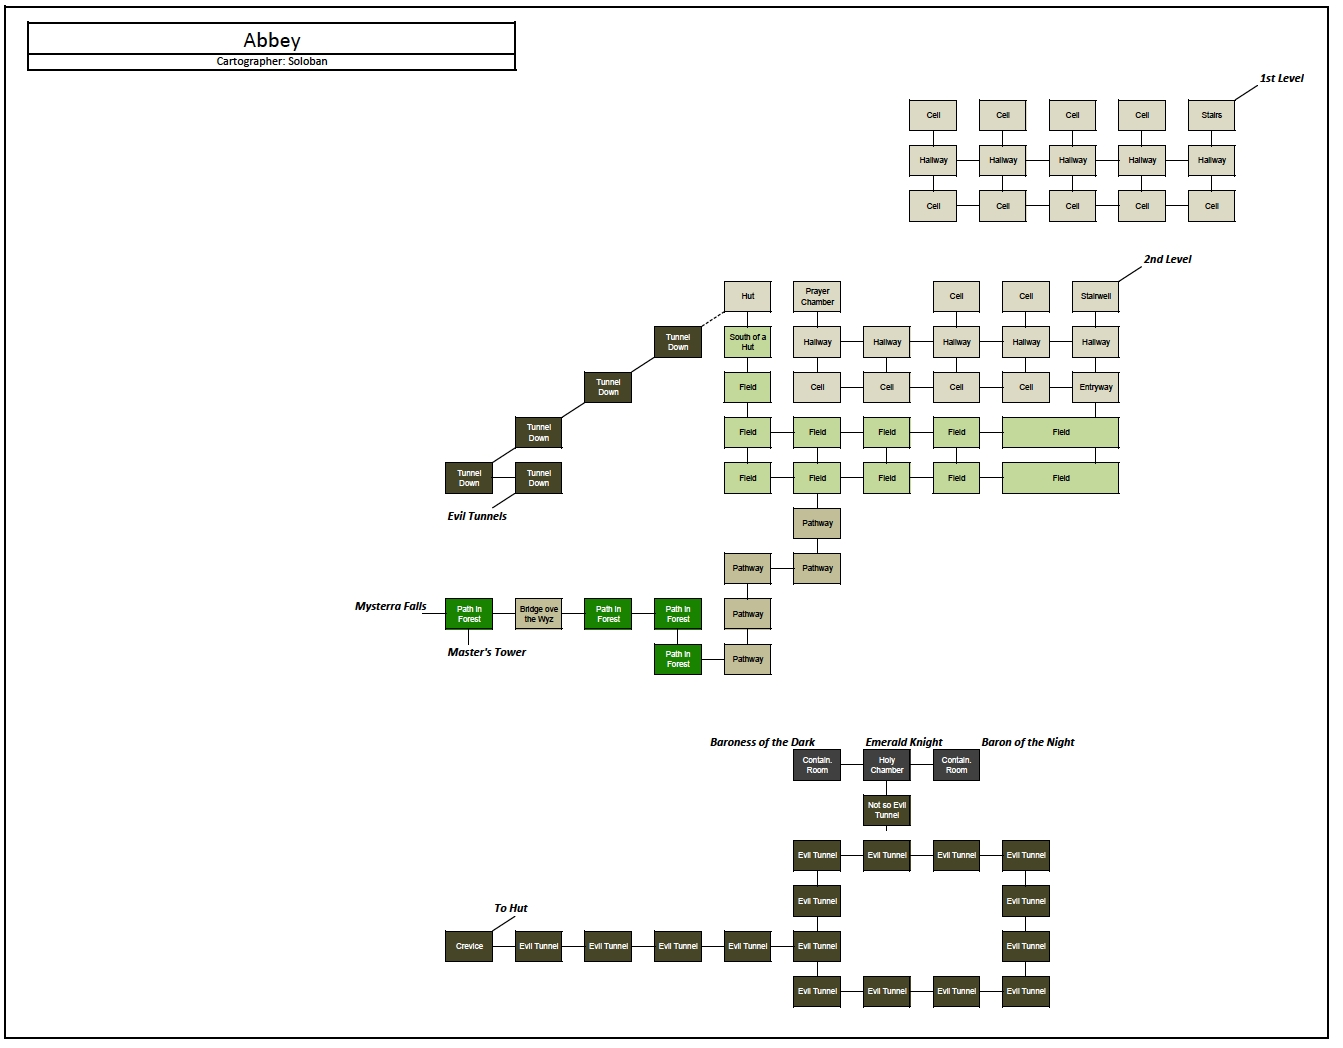 Abbey
Cartographer: Soloban
1st Level
Cell Cell Cell Cell Stairs
Hallway Hallway Hallway Hallway Hallway
Cell Cell Cell Cell Cell
2nd Level
Hut Prayer Chamber Cell Cell Stairwell
Tunnel Down South of a Hut Hallway Hallway Hallway Hallway Hallway
Tunnel Down Field Cell Cell Cell Cell Entryway
Tunnel Down Field Field Field Field Field
Tunnel Down Tunnel Down Field Field Field Field Field
Evil Tunnels Pathway
Pathway Pathway
Mysterra Falls Path in Forest Bridge ove the Wyz Path in Forest Path in Forest Pathway
Master's Tower Path in Forest Pathway
Baroness of the Dark Emerald Knight Baron of the Night
Contain. Room Holy Chamber Contain. Room
Not so Evil Tunnel
Evil Tunnel Evil Tunnel Evil Tunnel Evil Tunnel
Evil Tunnel Evil Tunnel
To Hut
Crevice Evil Tunnel Evil Tunnel Evil Tunnel Evil Tunnel Evil Tunnel Evil Tunnel
Evil Tunnel Evil Tunnel Evil Tunnel Evil Tunnel